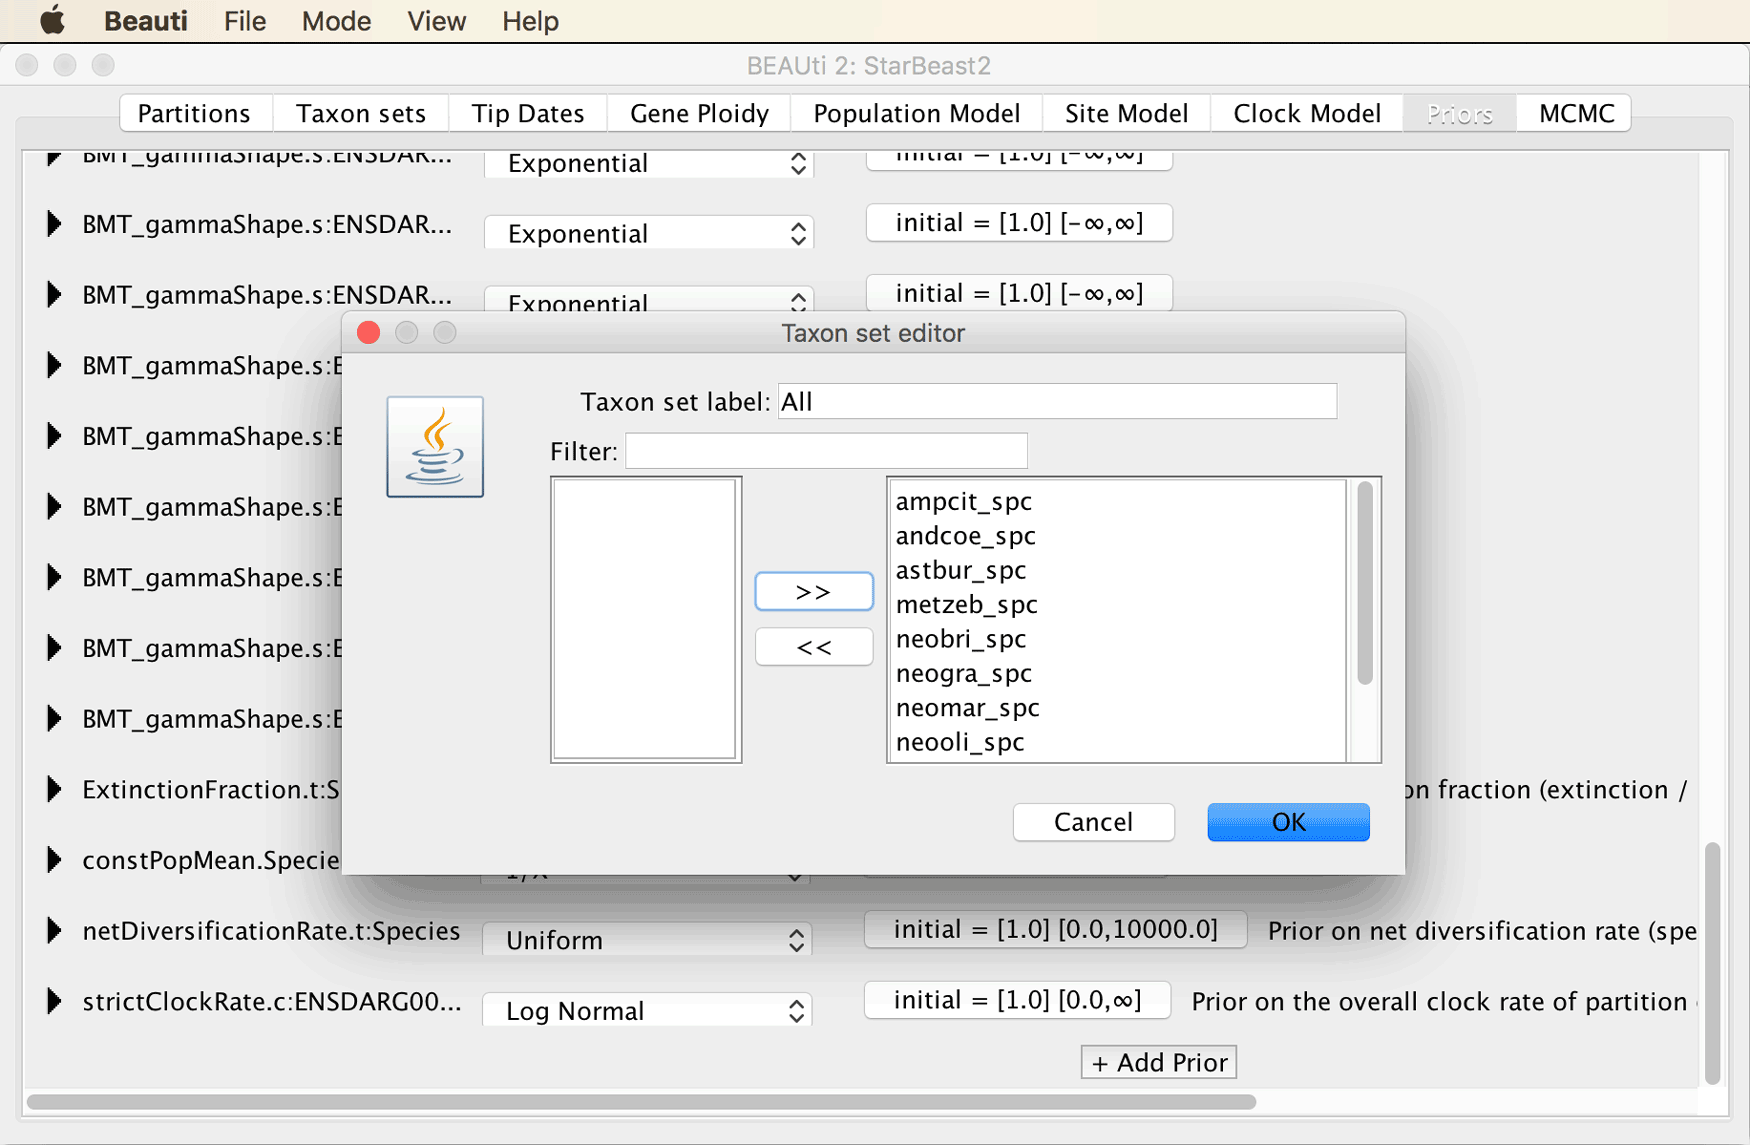 Beauti File Mode View Help
BEAUti 2: StarBeast2
Partitions Taxon sets Tip Dates Gene Ploidy Population Model Site Model Clock Model Priors MCMC
BMT_gammaShape.s:ENSDAR... Exponential initial = [1.0] [-∞,∞]
BMT_gammaShape.s:ENSDAR... Exponential initial = [1.0] [-∞,∞]
BMT_gammaShape.s:ENSDAR... Exponential initial = [1.0] [-∞,∞]
Taxon set editor
BMT_gammaShape.s:E
Taxon set label: All
BMT_gammaShape.s:E
Filter:
BMT_gammaShape.s:E
BMT_gammaShape.s:E
BMT_gammaShape.s:E
BMT_gammaShape.s:E
ampcit_spc
andcoe_spc
astbur_spc
metzeb_spc
neobri_spc
neogra_spc
neomar_spc
neooli_spc
>>
<<
ExtinctionFraction.t:S on fraction (extinction /
Cancel OK
constPopMean.Specie 1/X
netDiversificationRate.t:Species Uniform initial = [1.0] [0.0,10000.0] Prior on net diversification rate (spe
strictClockRate.c:ENSDARG00... Log Normal initial = [1.0] [0.0,∞] Prior on the overall clock rate of partition
+ Add Prior